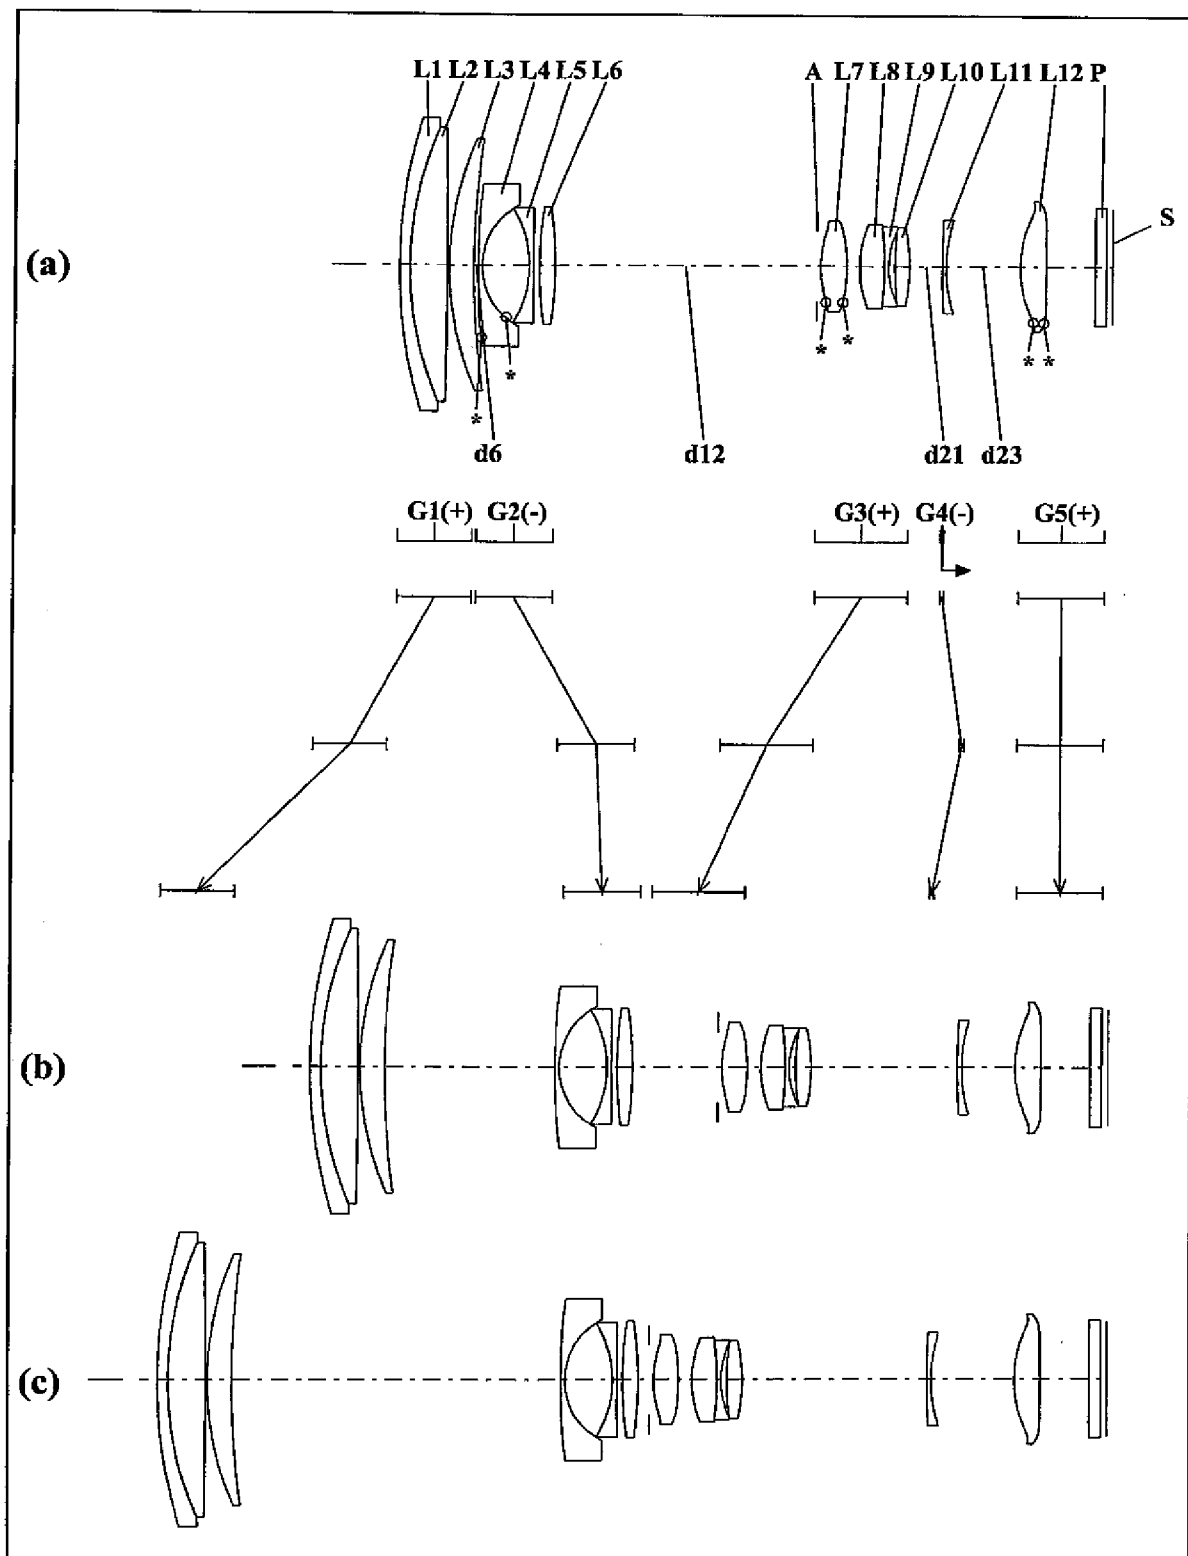 L1 L2 L3 L4 L5 L6 A L7 L8 L9 L10 L11 L12 P
S
(a)
* * * * * *
d6 d12 d21 d23
G1(+) G2(-) G3(+) G4(-) G5(+)
(b)
(c)